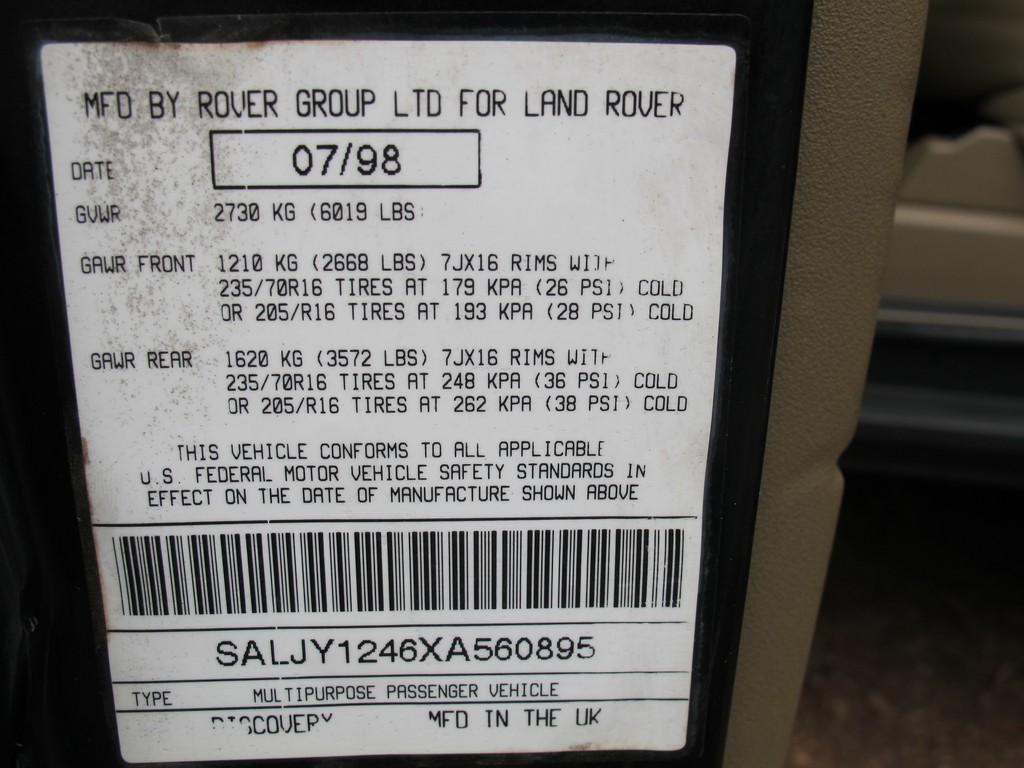 MFD BY ROVER GROUP LTD FOR LAND ROVER
DATE 07/98
GVWR 2730 KG (6019 LBS)
GAWR FRONT 1210 KG (2668 LBS) 7JX16 RIMS WITH
235/70R16 TIRES AT 179 KPA (26 PSI) COLD
OR 205/R16 TIRES AT 193 KPA (28 PSI) COLD
GAWR REAR 1620 KG (3572 LBS) 7JX16 RIMS WITH
235/70R16 TIRES AT 248 KPA (36 PSI) COLD
OR 205/R16 TIRES AT 262 KPA (38 PSI) COLD
THIS VEHICLE CONFORMS TO ALL APPLICABLE
U.S. FEDERAL MOTOR VEHICLE SAFETY STANDARDS IN
EFFECT ON THE DATE OF MANUFACTURE SHOWN ABOVE
SALJY1246XA560895
TYPE MULTIPURPOSE PASSENGER VEHICLE
DISCOVERY MFD IN THE UK